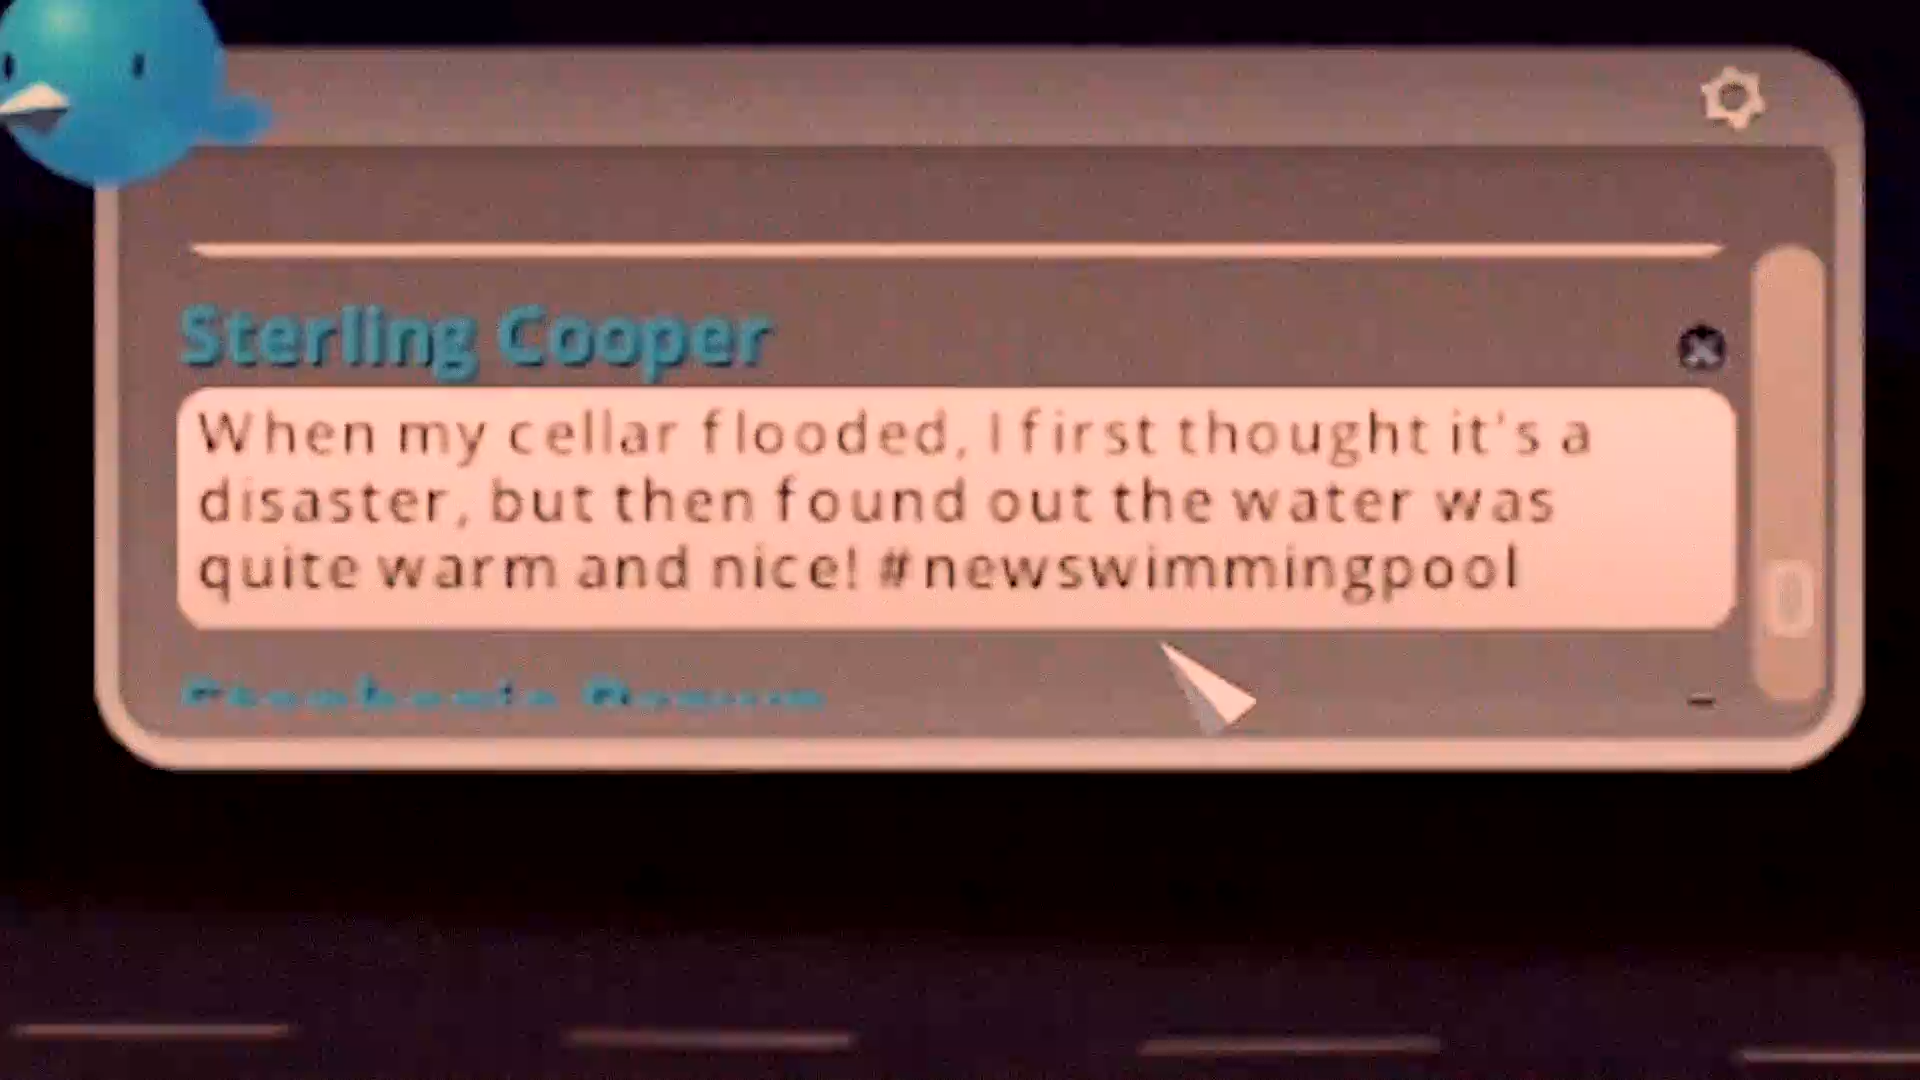 Sterling Cooper
When my cellar flooded, I first thought it's a
disaster, but then found out the water was
quite warm and nice! #newswimmingpool